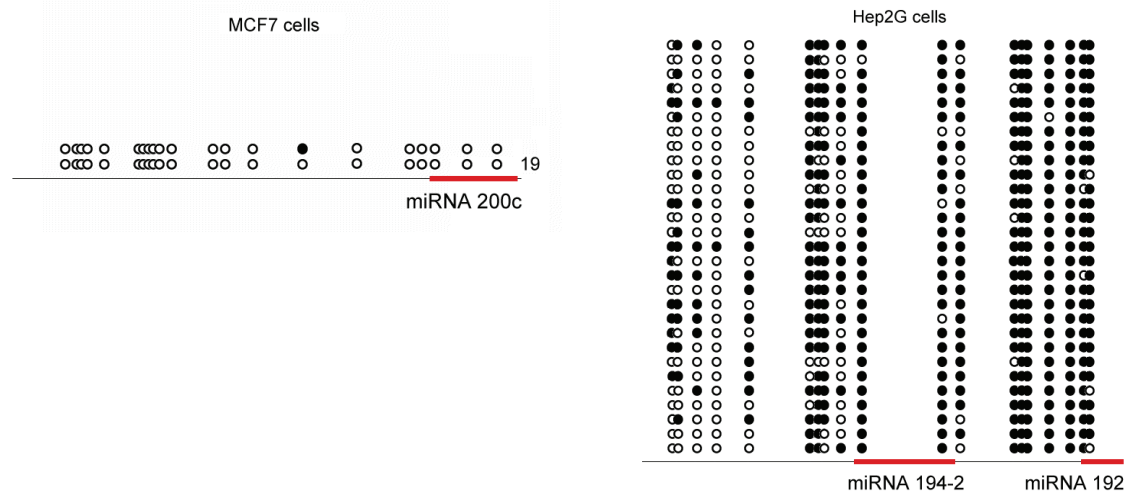 MCF7 cells
19
miRNA 200c
Hep2G cells
miRNA 194-2
miRNA 192